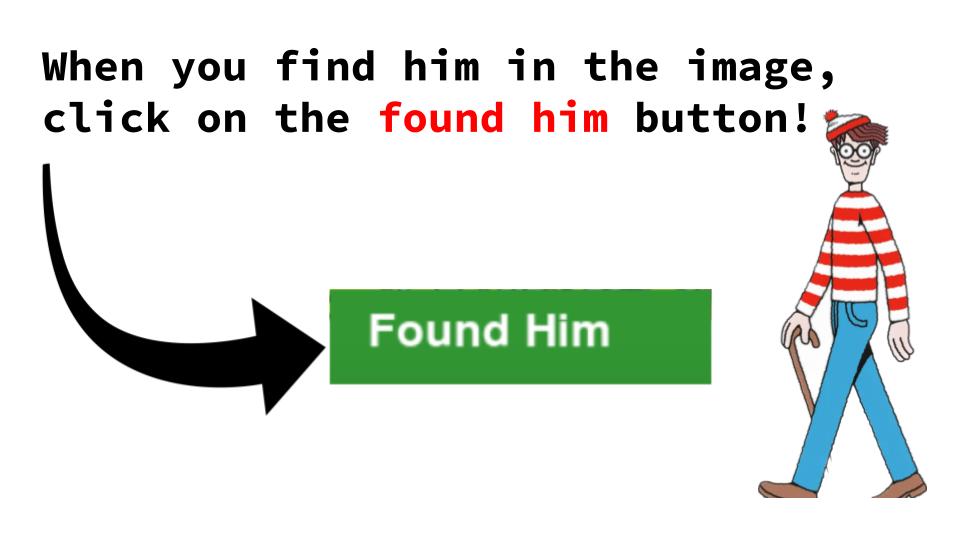 When you find him in the image,
click on the found him button!
Found Him